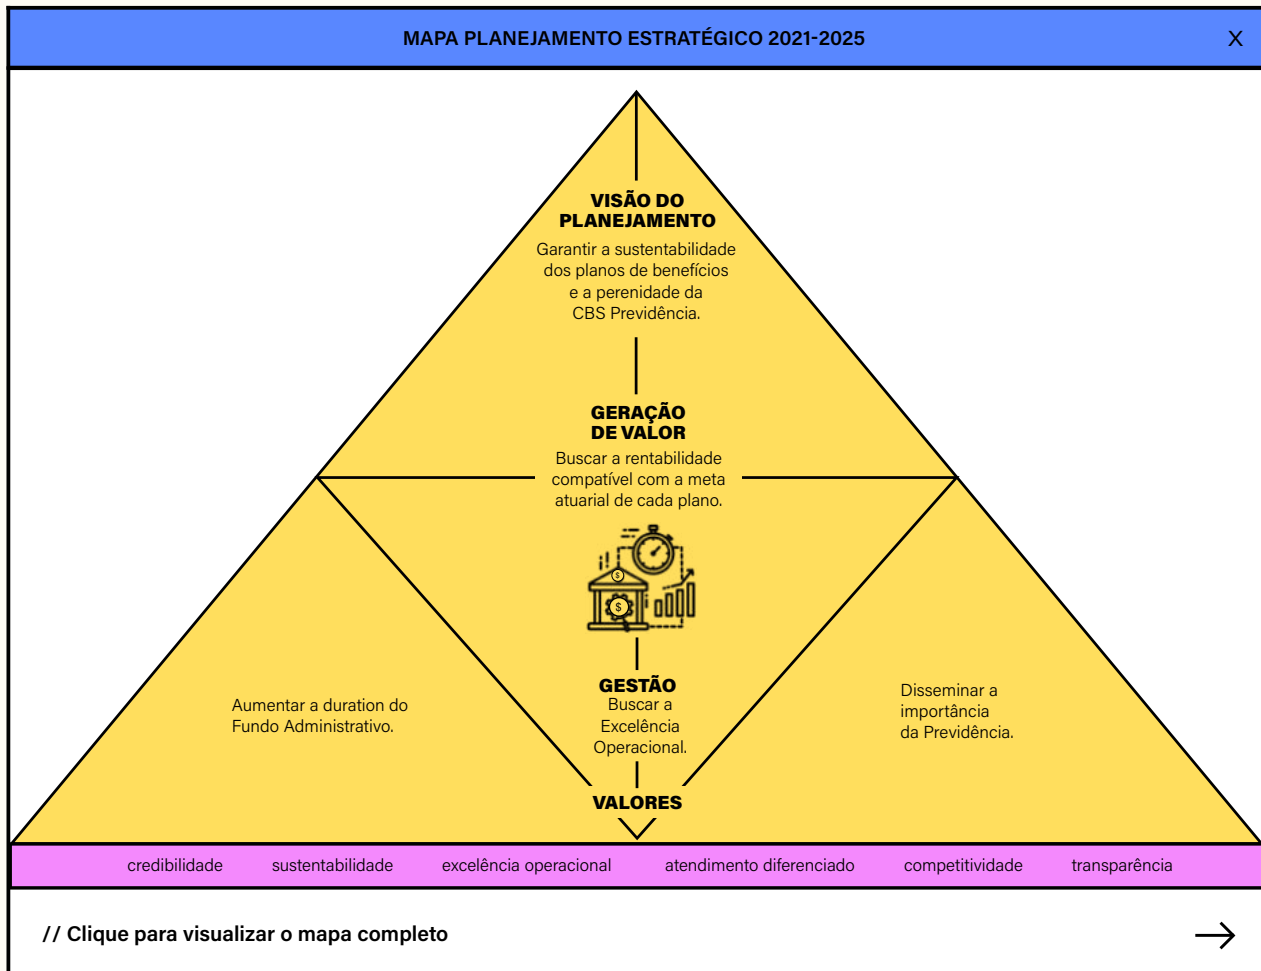 MAPA PLANEJAMENTO ESTRATÉGICO 2021-2025
X
VISÃO DO
PLANEJAMENTO
Garantir a sustentabilidade
dos planos de benefícios
e a perenidade da
CBS Previdência.
GERAÇÃO
DE VALOR
Buscar a rentabilidade
compatível com a meta
atuarial de cada plano.
$
$
GESTÃO
Buscar a
Excelência
Operacional.
Aumentar a duration do
Fundo Administrativo.
Disseminar a
importância
da Previdência.
VALORES
credibilidade sustentabilidade excelência operacional atendimento diferenciado competitividade transparência
// Clique para visualizar o mapa completo